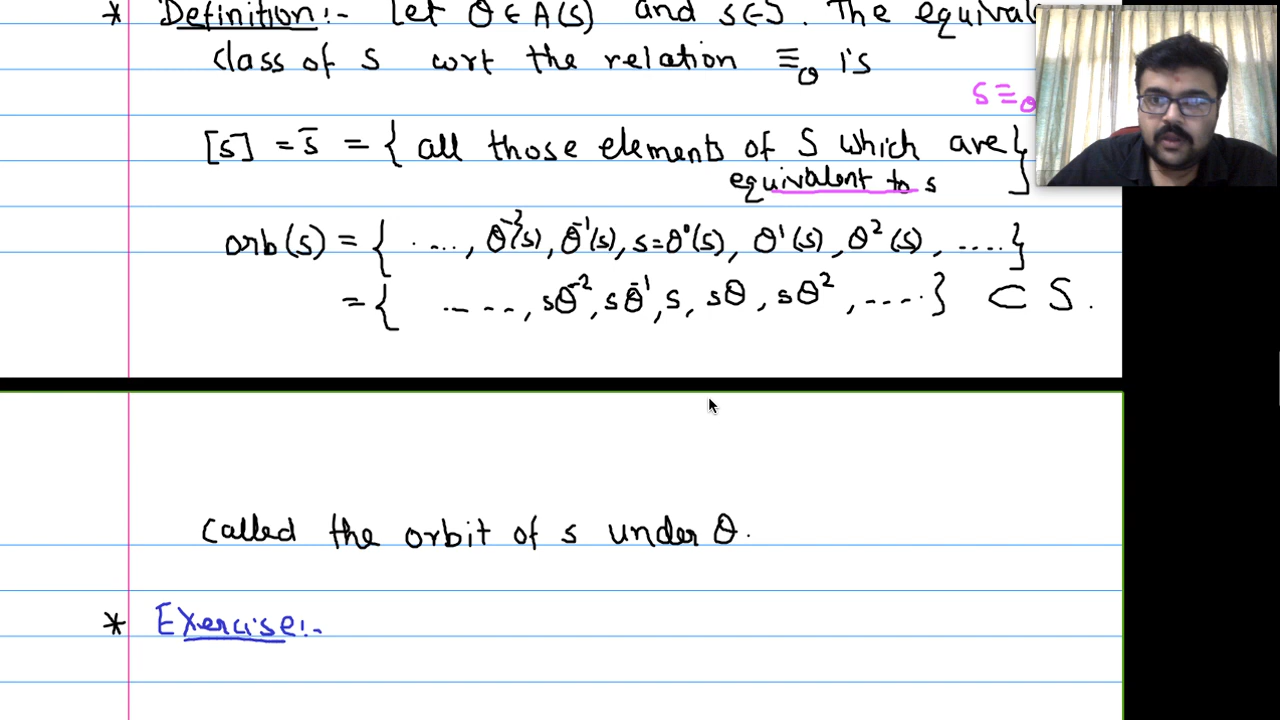 * Definition:- Let θ ∈ A(S) and s∈S. The
class of s wrt the relation ≡θ is
s≡θ
[s] = s̄ = { all those elements of S which are }
equivalent to s
orb(s) = { ...., θ⁻²(s), θ⁻¹(s), s=θ⁰(s), θ¹(s), θ²(s), ....}
= { ....., sθ⁻², sθ⁻¹, s, sθ, sθ², ....} ⊂ S.
called the orbit of s under θ.
* Exercise:-